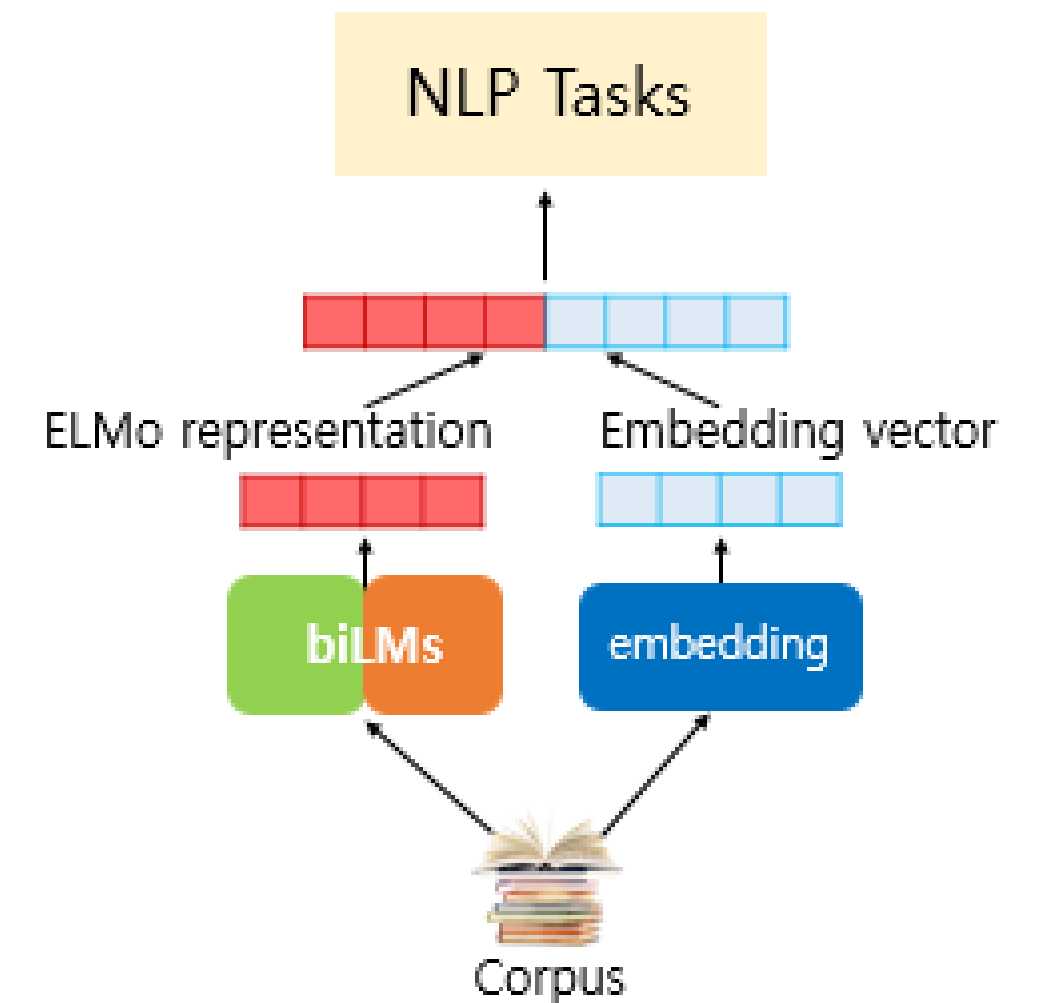 NLP Tasks
ELMo representation
Embedding vector
biLMs
embedding
Corpus